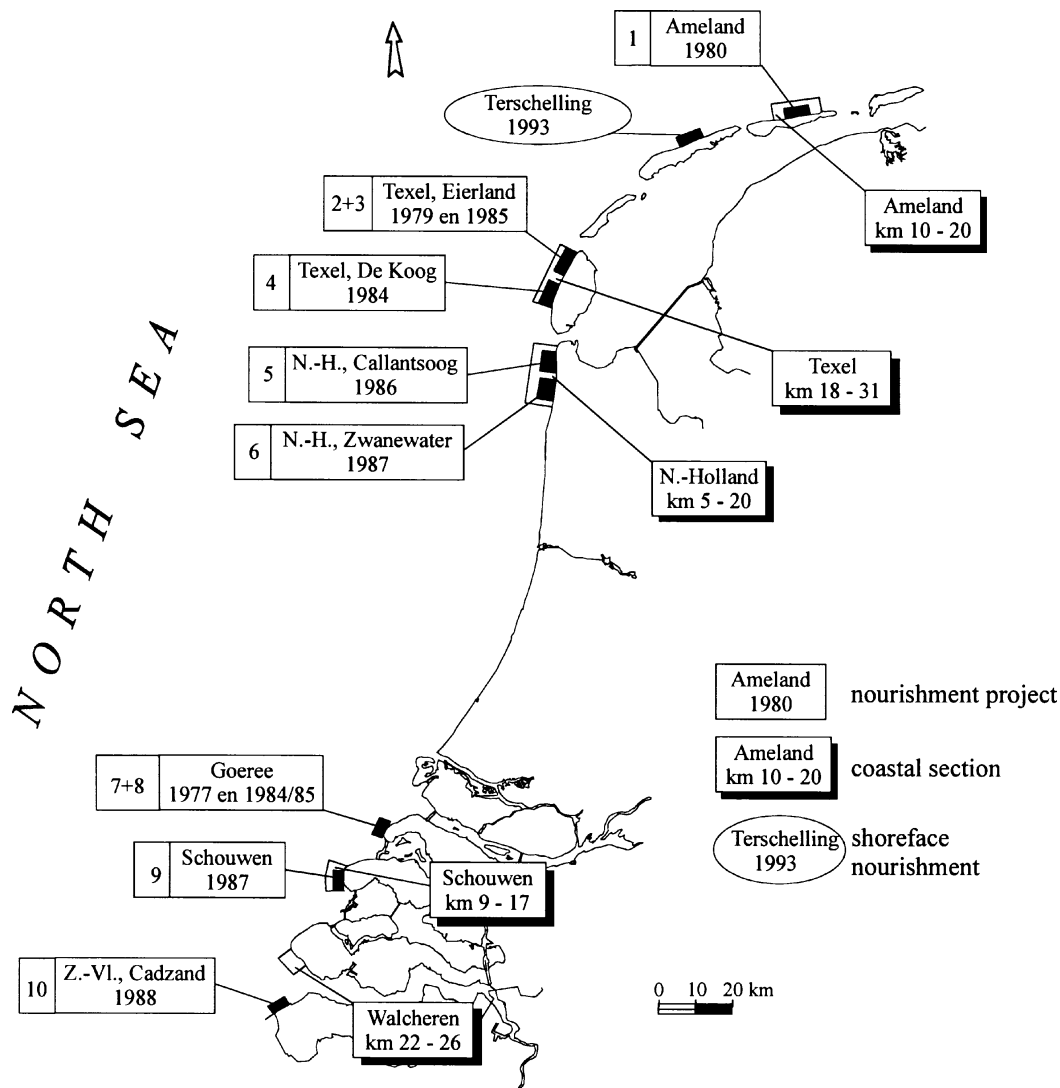 1
Ameland
1980
Terschelling
1993
2+3
Texel, Eierland
1979 en 1985
Ameland
km 10 - 20
4
Texel, De Koog
1984
5
N.-H., Callantsoog
1986
Texel
km 18 - 31
6
N.-H., Zwanewater
1987
N.-Holland
km 5 - 20
NORTH SEA
Ameland
1980
nourishment project
Ameland
km 10 - 20
coastal section
Terschelling
1993
shoreface
nourishment
7+8
Goeree
1977 en 1984/85
9
Schouwen
1987
Schouwen
km 9 - 17
10
Z.-Vl., Cadzand
1988
Walcheren
km 22 - 26
0 10 20 km